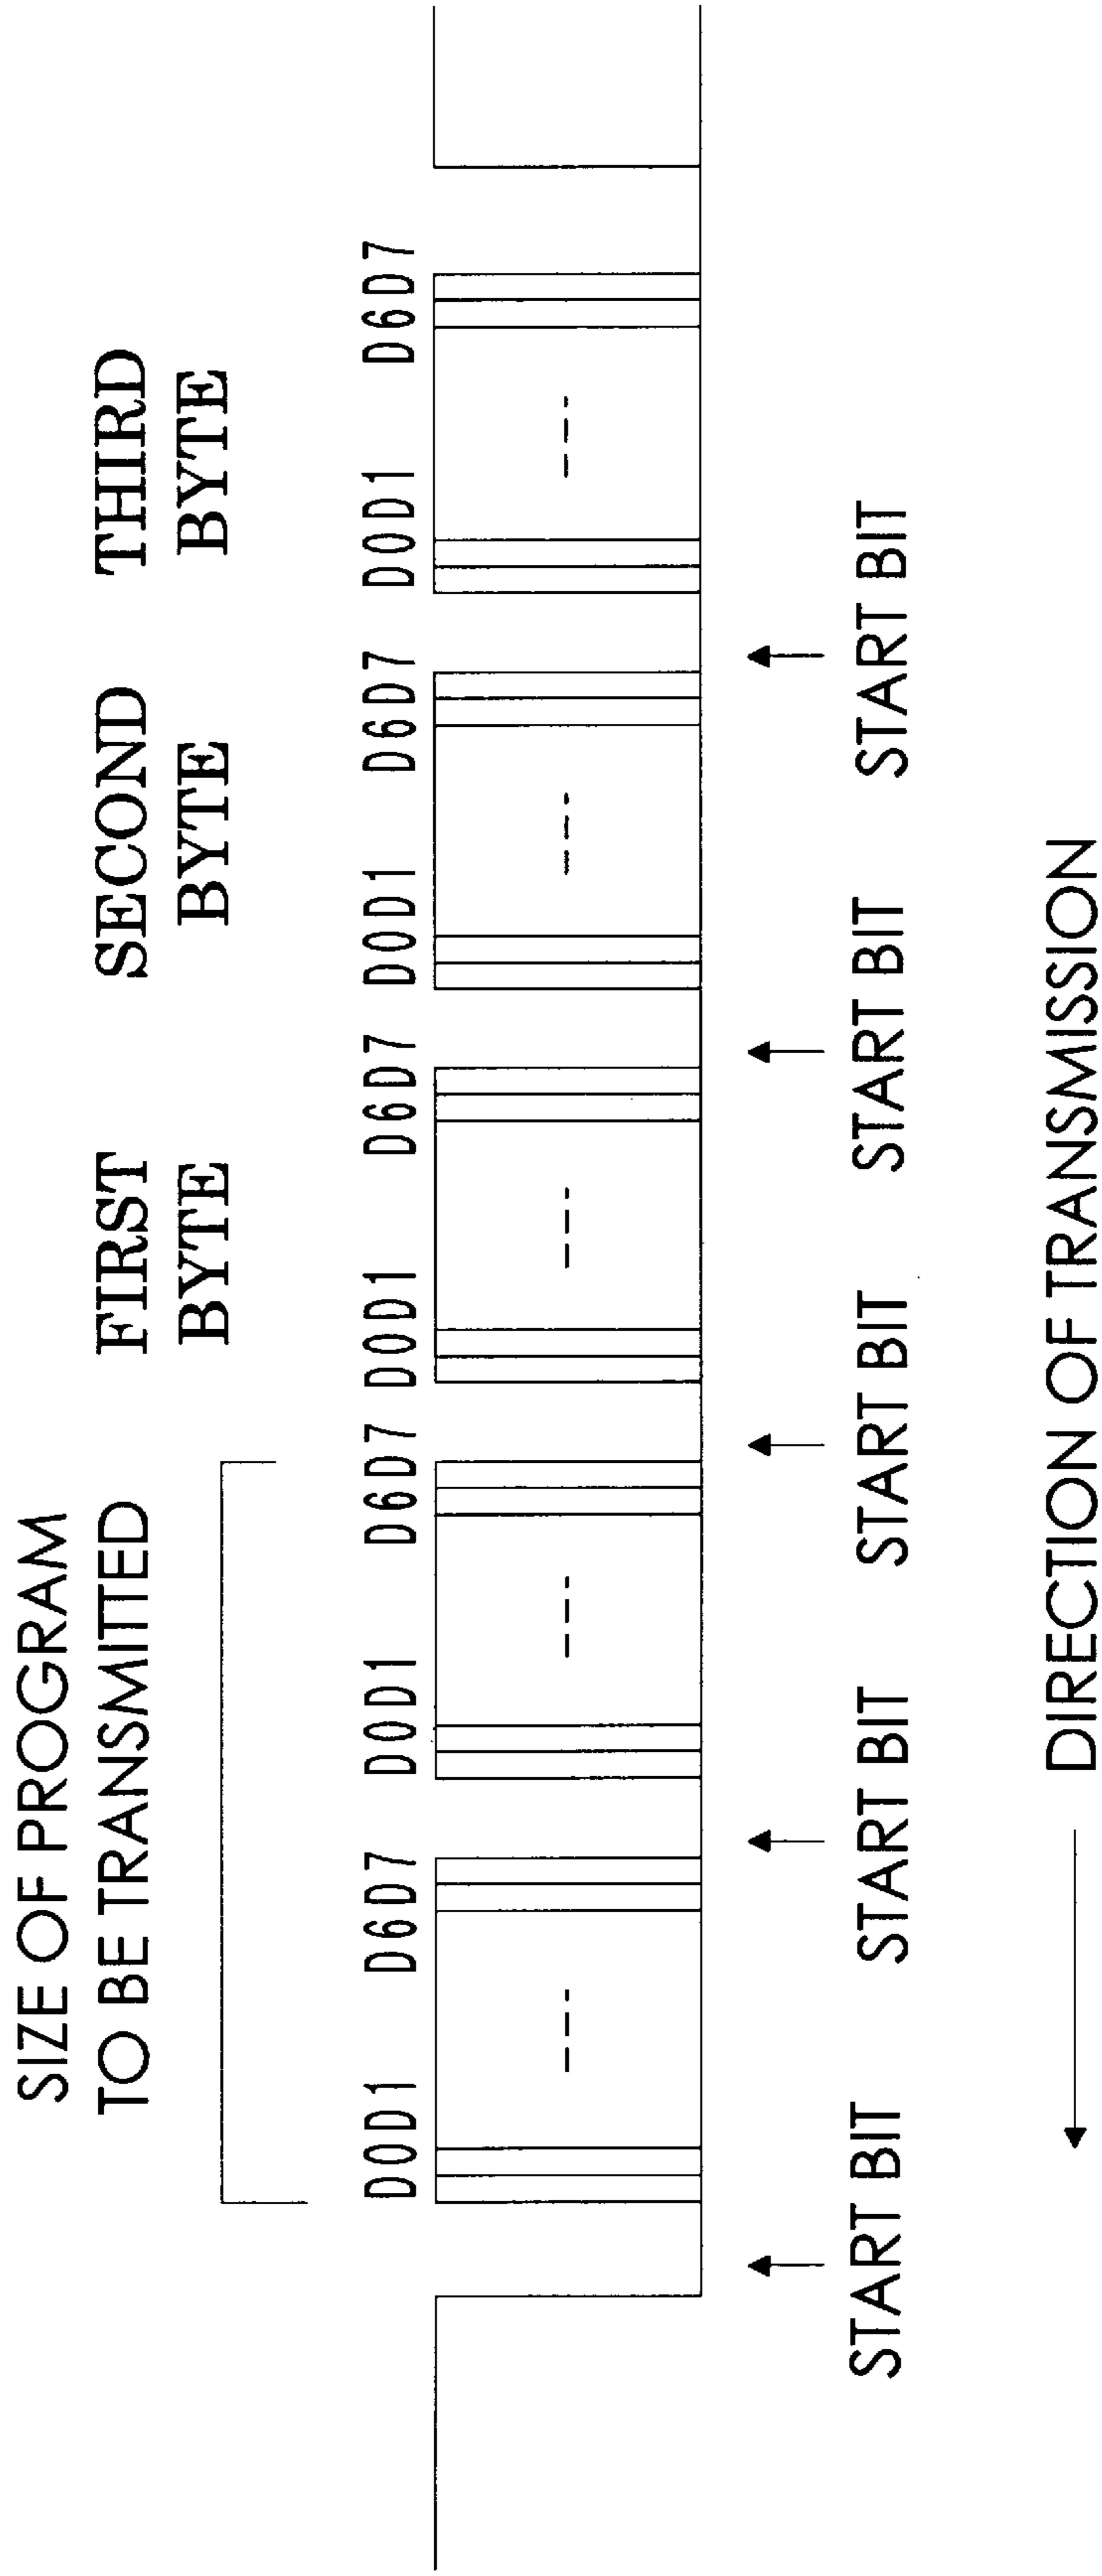 SIZE OF PROGRAM
TO BE TRANSMITTED
FIRST
BYTE
SECOND
BYTE
THIRD
BYTE
D0D1 D6D7 D0D1 D6D7 D0D1 D6D7 D0D1 D6D7 D0D1 D6D7
START BIT START BIT START BIT START BIT START BIT
DIRECTION OF TRANSMISSION